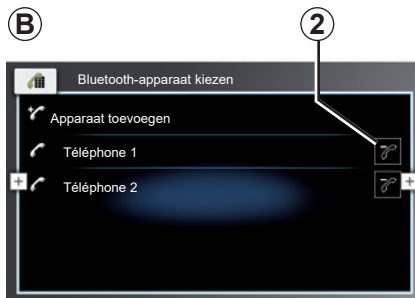 B
2
Bluetooth-apparaat kiezen
Apparaat toevoegen
Téléphone 1
Téléphone 2